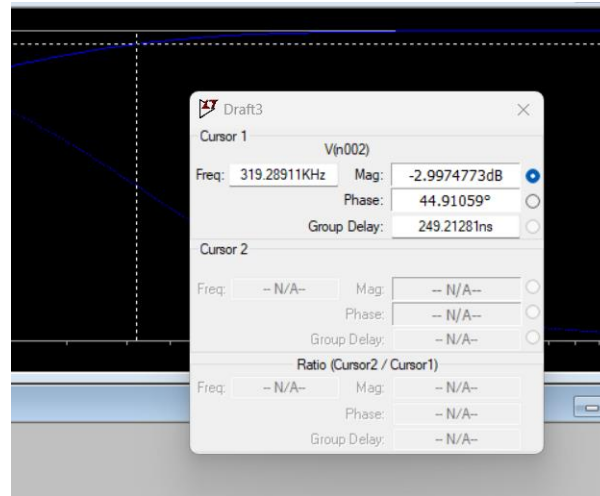 Draft3
Cursor 1
V(n002)
Freq: 319.28911KHz Mag: -2.9974773dB
Phase: 44.91059°
Group Delay: 249.21281ns
Cursor 2
Freq: -- N/A-- Mag: -- N/A--
Phase: -- N/A--
Group Delay: -- N/A--
Ratio (Cursor2 / Cursor1)
Freq: -- N/A-- Mag: -- N/A--
Phase: -- N/A--
Group Delay: -- N/A--